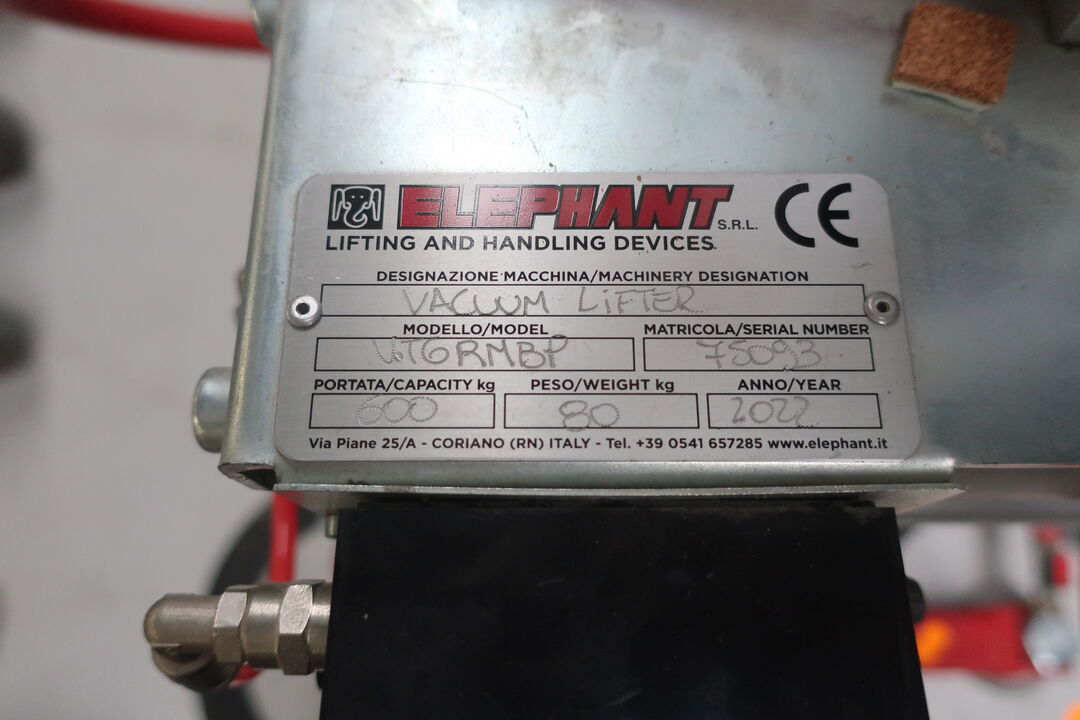 ELEPHANT S.R.L. CE
LIFTING AND HANDLING DEVICES.
DESIGNAZIONE MACCHINA/MACHINERY DESIGNATION
VACUUM LiFTER
MODELLO/MODEL MATRICOLA/SERIAL NUMBER
VT6RMBP 75093
PORTATA/CAPACITY kg PESO/WEIGHT kg ANNO/YEAR
600 80 2022
Via Piane 25/A - CORIANO (RN) ITALY - Tel. +39 0541 657285 www.elephant.it